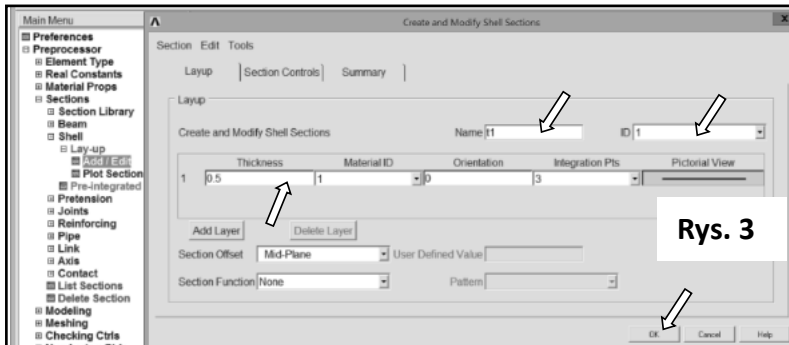 Main Menu
Preferences
Preprocessor
Element Type
Real Constants
Material Props
Sections
Section Library
Beam
Shell
Lay-up
Add / Edit
Plot Section
Pre-integrated
Pretension
Joints
Reinforcing
Pipe
Link
Axis
Contact
List Sections
Delete Section
Modeling
Meshing
Checking Ctrls
Create and Modify Shell Sections
X
Section Edit Tools
Layup Section Controls Summary
Layup
Create and Modify Shell Sections Name t1 ID 1
Thickness Material ID Orientation Integration Pts Pictorial View
1 0.5 1 0 3
Add Layer Delete Layer
Section Offset Mid-Plane User Defined Value
Section Function None Pattern
Rys. 3
OK Cancel Help